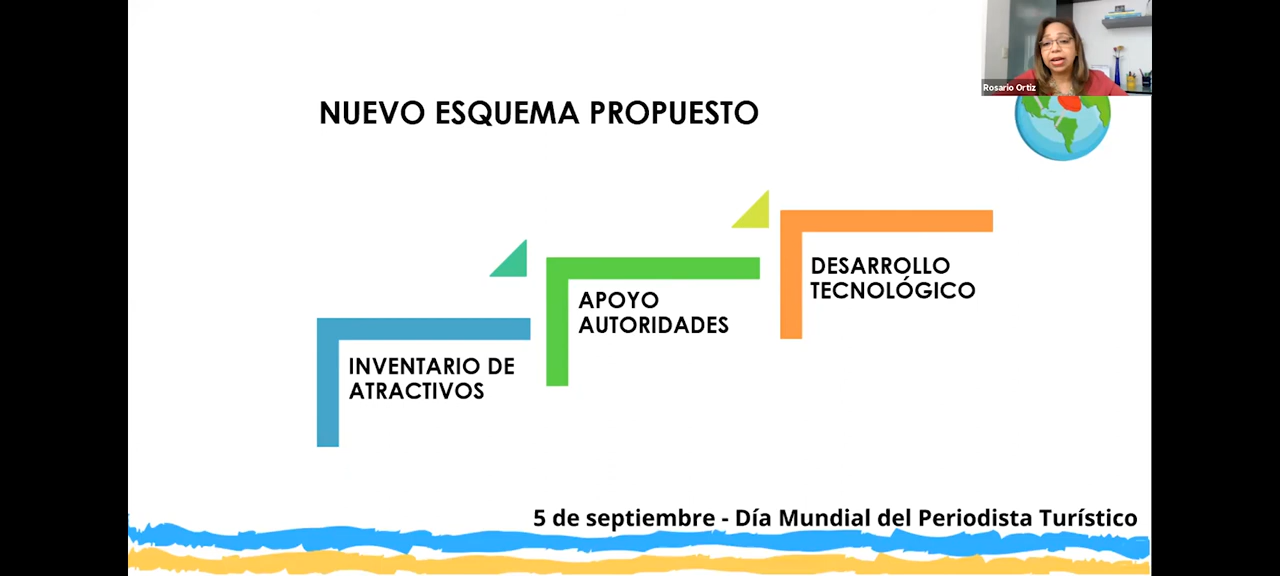 Rosario Ortiz
NUEVO ESQUEMA PROPUESTO
INVENTARIO DE
ATRACTIVOS
APOYO
AUTORIDADES
DESARROLLO
TECNOLÓGICO
5 de septiembre - Día Mundial del Periodista Turístico